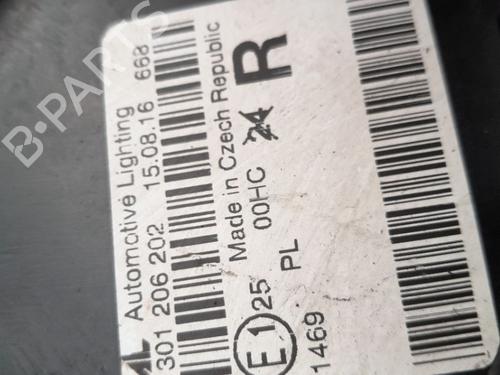 AL Automotive Lighting 668
301 206 202 15.08.16
Made in Czech Republic
00HC 24 R
E1 25 PL
1469
B-PARTS